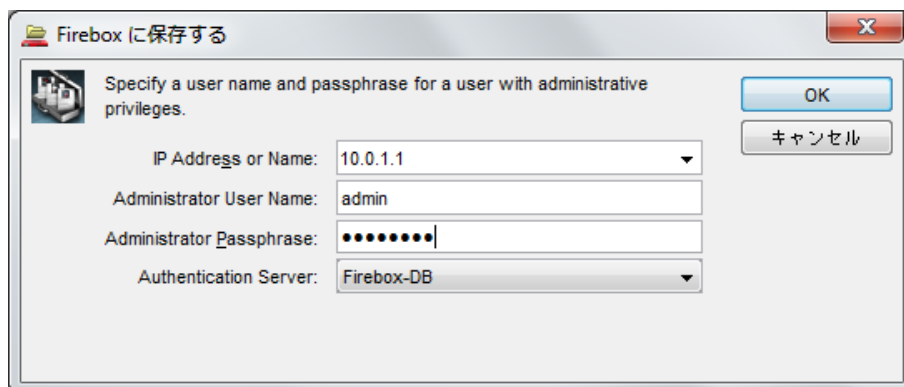 Firebox に保存する
Specify a user name and passphrase for a user with administrative
privileges.
OK
キャンセル
IP Address or Name: 10.0.1.1
Administrator User Name: admin
Administrator Passphrase: ●●●●●●●●
Authentication Server: Firebox-DB